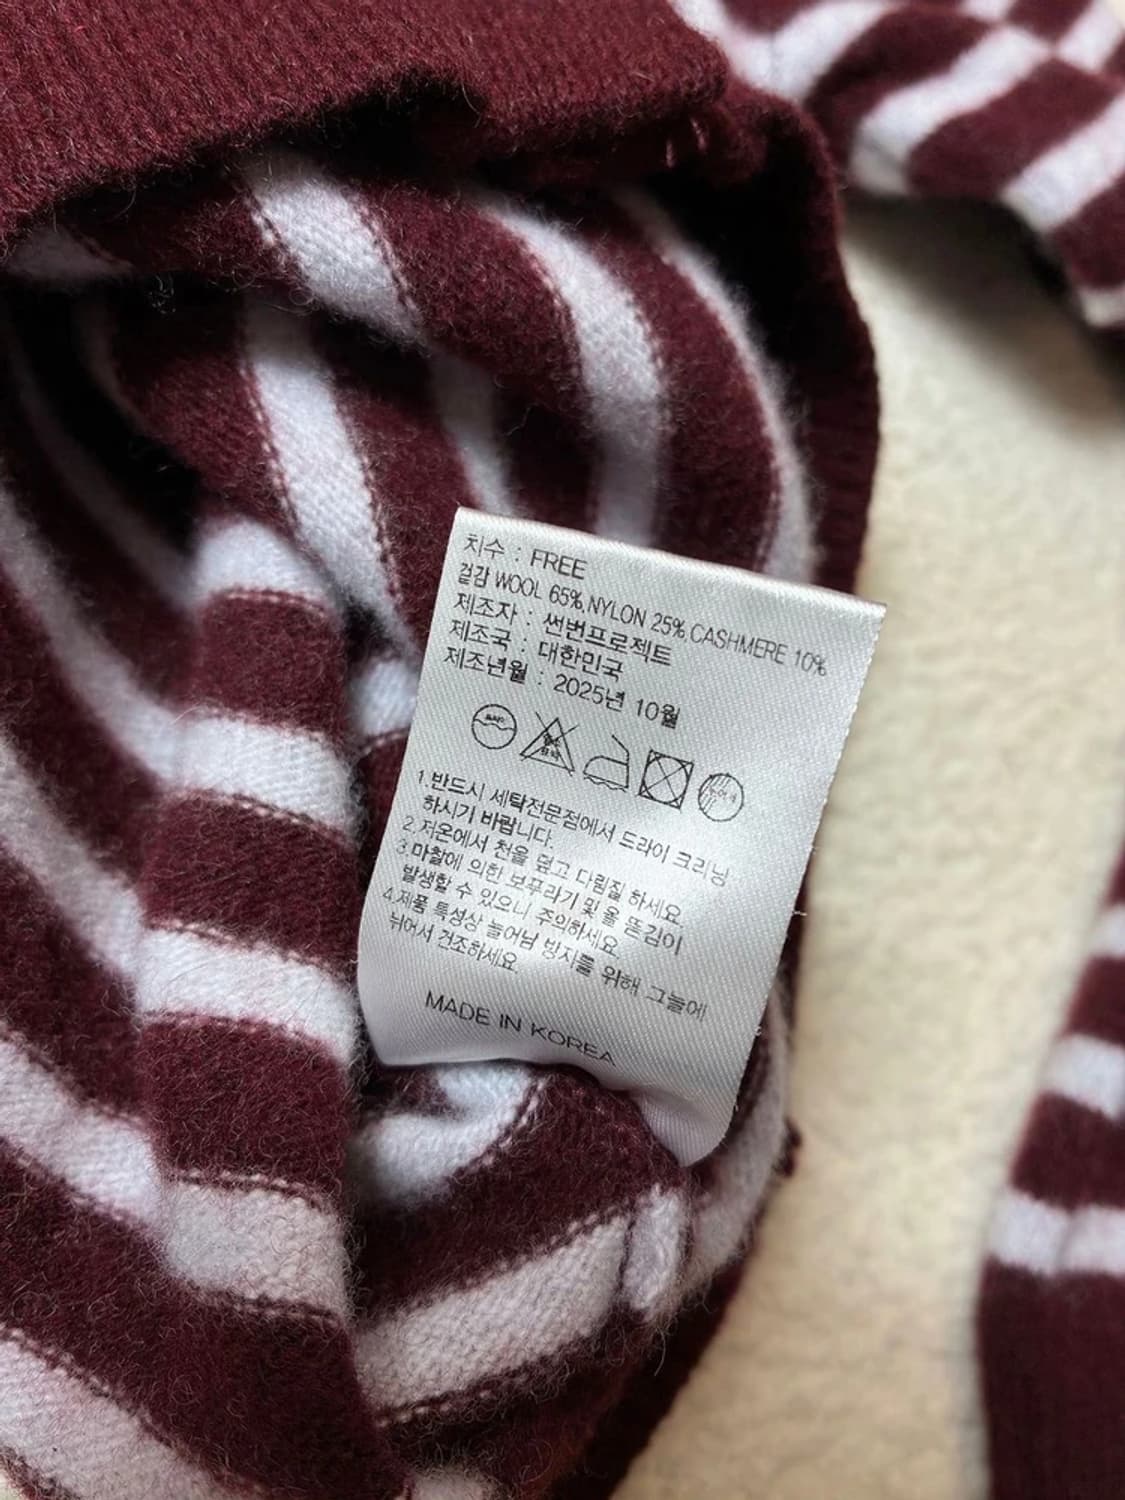 치수 : FREE
겉감 WOOL 65%,NYLON 25%,CASHMERE 10%
제조자 : 썬번프로젝트
제조국 : 대한민국
제조년월 : 2025년 10월
1.반드시 세탁전문점에서 드라이 크리닝
하시기 바랍니다.
2.저온에서 천을 덮고 다림질 하세요.
3.마찰에 의한 보푸라기 및 올 뜯김이
발생할 수 있으니 주의하세요.
4.제품 특성상 늘어남 방지를 위해 그늘에
뉘어서 건조하세요.
MADE IN KOREA